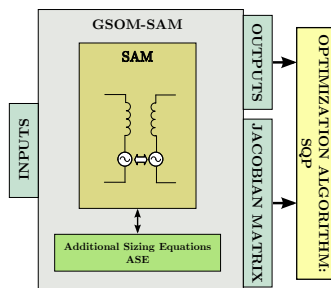 GSOM-SAM
SAM
INPUTS
Additional Sizing Equations
ASE
OUTPUTS
JACOBIAN MATRIX
OPTIMIZATION ALGORITHM:
SQP